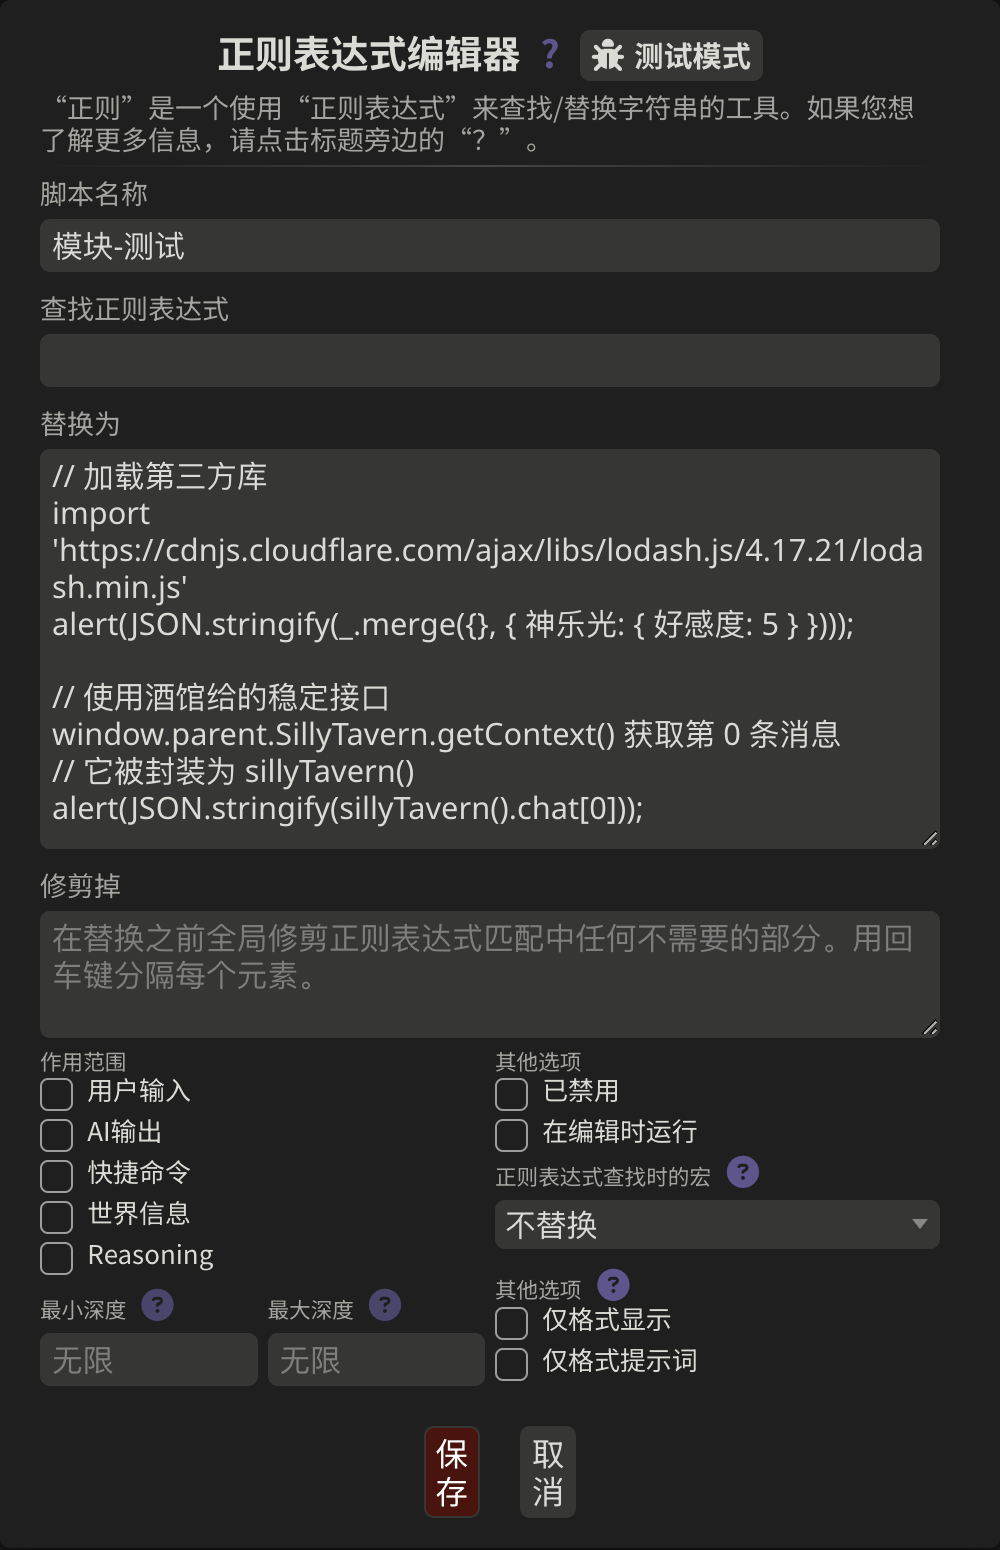 正则表达式编辑器 ? 测试模式
“正则”是一个使用“正则表达式”来查找/替换字符串的工具。如果您想
了解更多信息，请点击标题旁边的“？”。
脚本名称
模块-测试
查找正则表达式
替换为
// 加载第三方库
import
'https://cdnjs.cloudflare.com/ajax/libs/lodash.js/4.17.21/loda
sh.min.js'
alert(JSON.stringify(_.merge({}, { 神乐光: { 好感度: 5 } })));
// 使用酒馆给的稳定接口
window.parent.SillyTavern.getContext() 获取第 0 条消息
// 它被封装为 sillyTavern()
alert(JSON.stringify(sillyTavern().chat[0]));
修剪掉
在替换之前全局修剪正则表达式匹配中任何不需要的部分。用回
车键分隔每个元素。
作用范围
用户输入
AI输出
快捷命令
世界信息
Reasoning
最小深度 ?
无限
最大深度 ?
无限
其他选项
已禁用
在编辑时运行
正则表达式查找时的宏 ?
不替换
其他选项 ?
仅格式显示
仅格式提示词
保
存
取
消